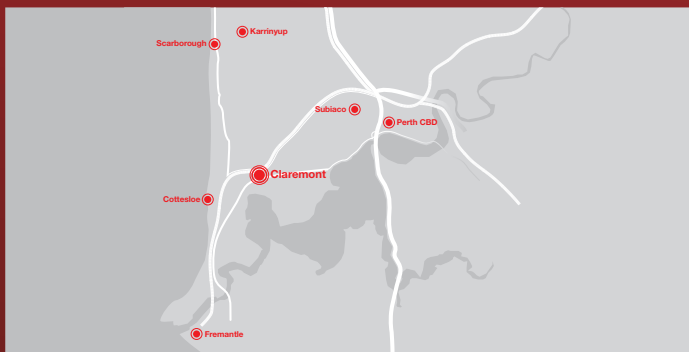 Karrinyup
Scarborough
Subiaco
Perth CBD
Claremont
Cottesloe
Fremantle